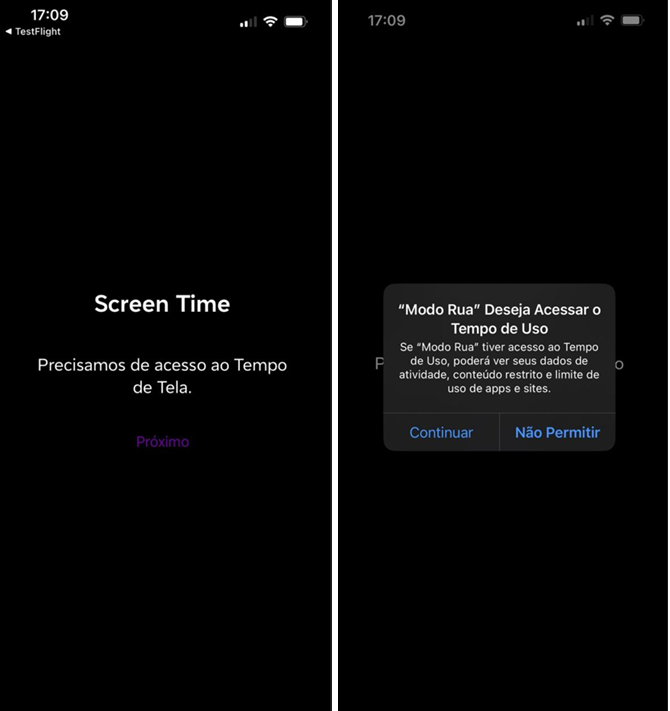 17:09
◀ TestFlight
Screen Time
Precisamos de acesso ao Tempo
de Tela.
Próximo
17:09
“Modo Rua” Deseja Acessar o
Tempo de Uso
Se “Modo Rua” tiver acesso ao Tempo
de Uso, poderá ver seus dados de
atividade, conteúdo restrito e limite de
uso de apps e sites.
P
o
Continuar
Não Permitir